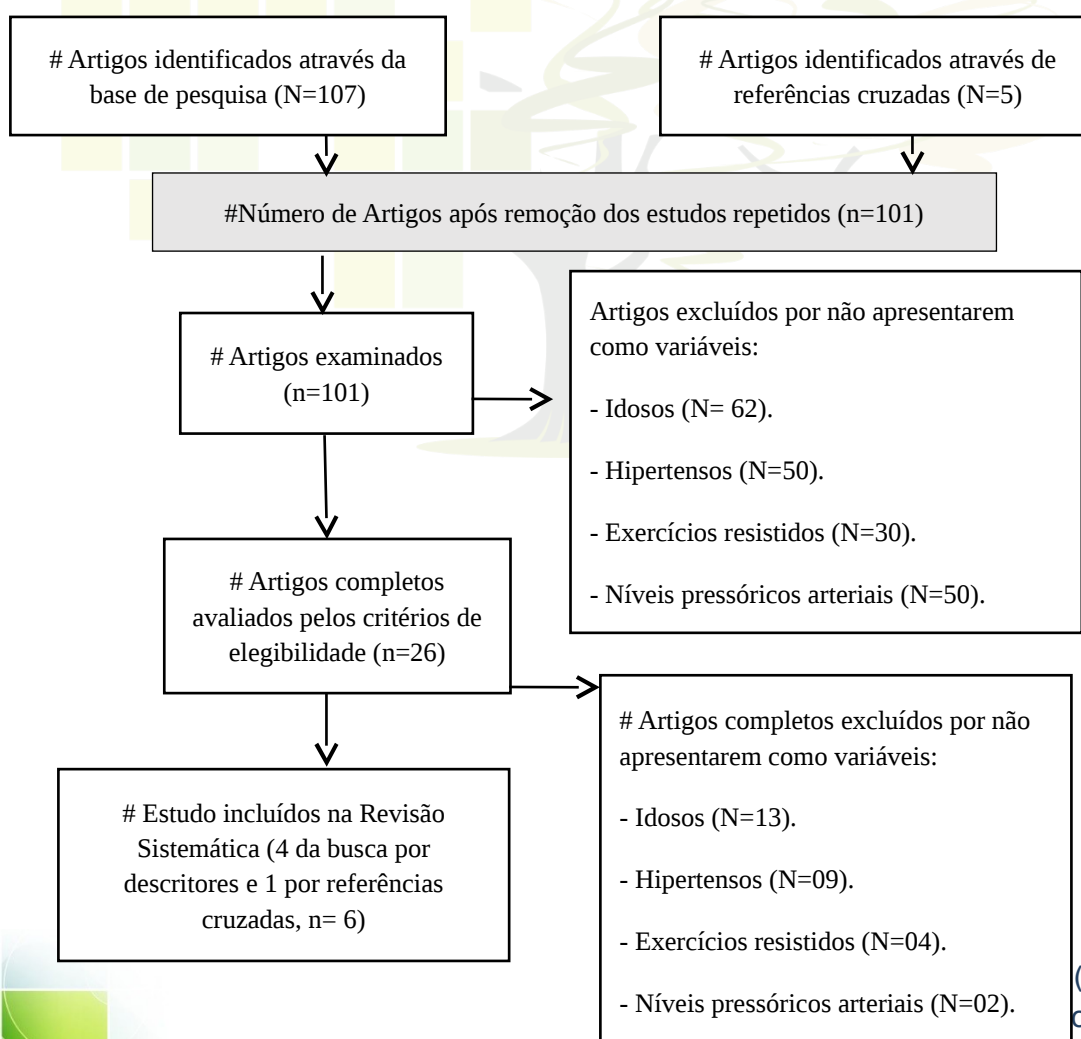 # Artigos identificados através da
base de pesquisa (N=107)
# Artigos identificados através de
referências cruzadas (N=5)
#Número de Artigos após remoção dos estudos repetidos (n=101)
# Artigos examinados
(n=101)
Artigos excluídos por não apresentarem
como variáveis:
- Idosos (N= 62).
- Hipertensos (N=50).
- Exercícios resistidos (N=30).
- Níveis pressóricos arteriais (N=50).
# Artigos completos
avaliados pelos critérios de
elegibilidade (n=26)
# Artigos completos excluídos por não
apresentarem como variáveis:
- Idosos (N=13).
- Hipertensos (N=09).
- Exercícios resistidos (N=04).
- Níveis pressóricos arteriais (N=02).
# Estudo incluídos na Revisão
Sistemática (4 da busca por
descritores e 1 por referências
cruzadas, n= 6)